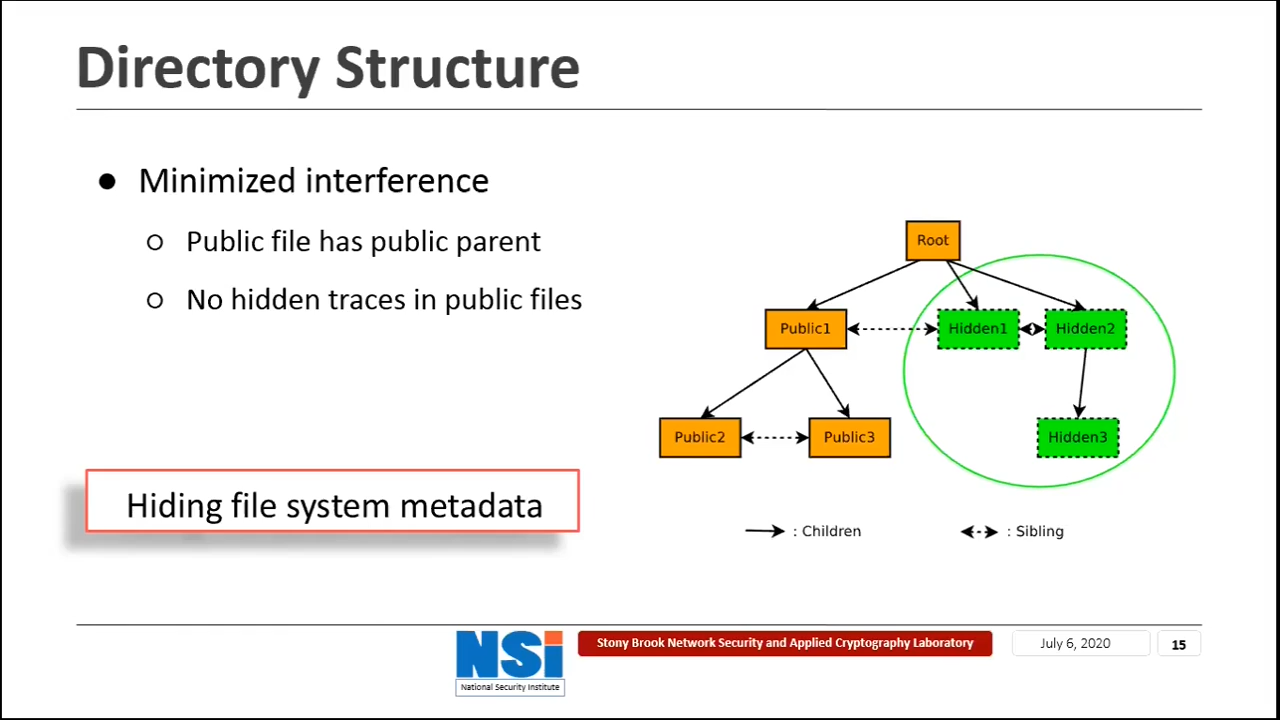 Directory Structure
● Minimized interference
○ Public file has public parent
○ No hidden traces in public files
Hiding file system metadata
Root
Public1
Hidden1
Hidden2
Public2
Public3
Hidden3
: Children
: Sibling
NSi
National Security Institute
Stony Brook Network Security and Applied Cryptography Laboratory
July 6, 2020
15